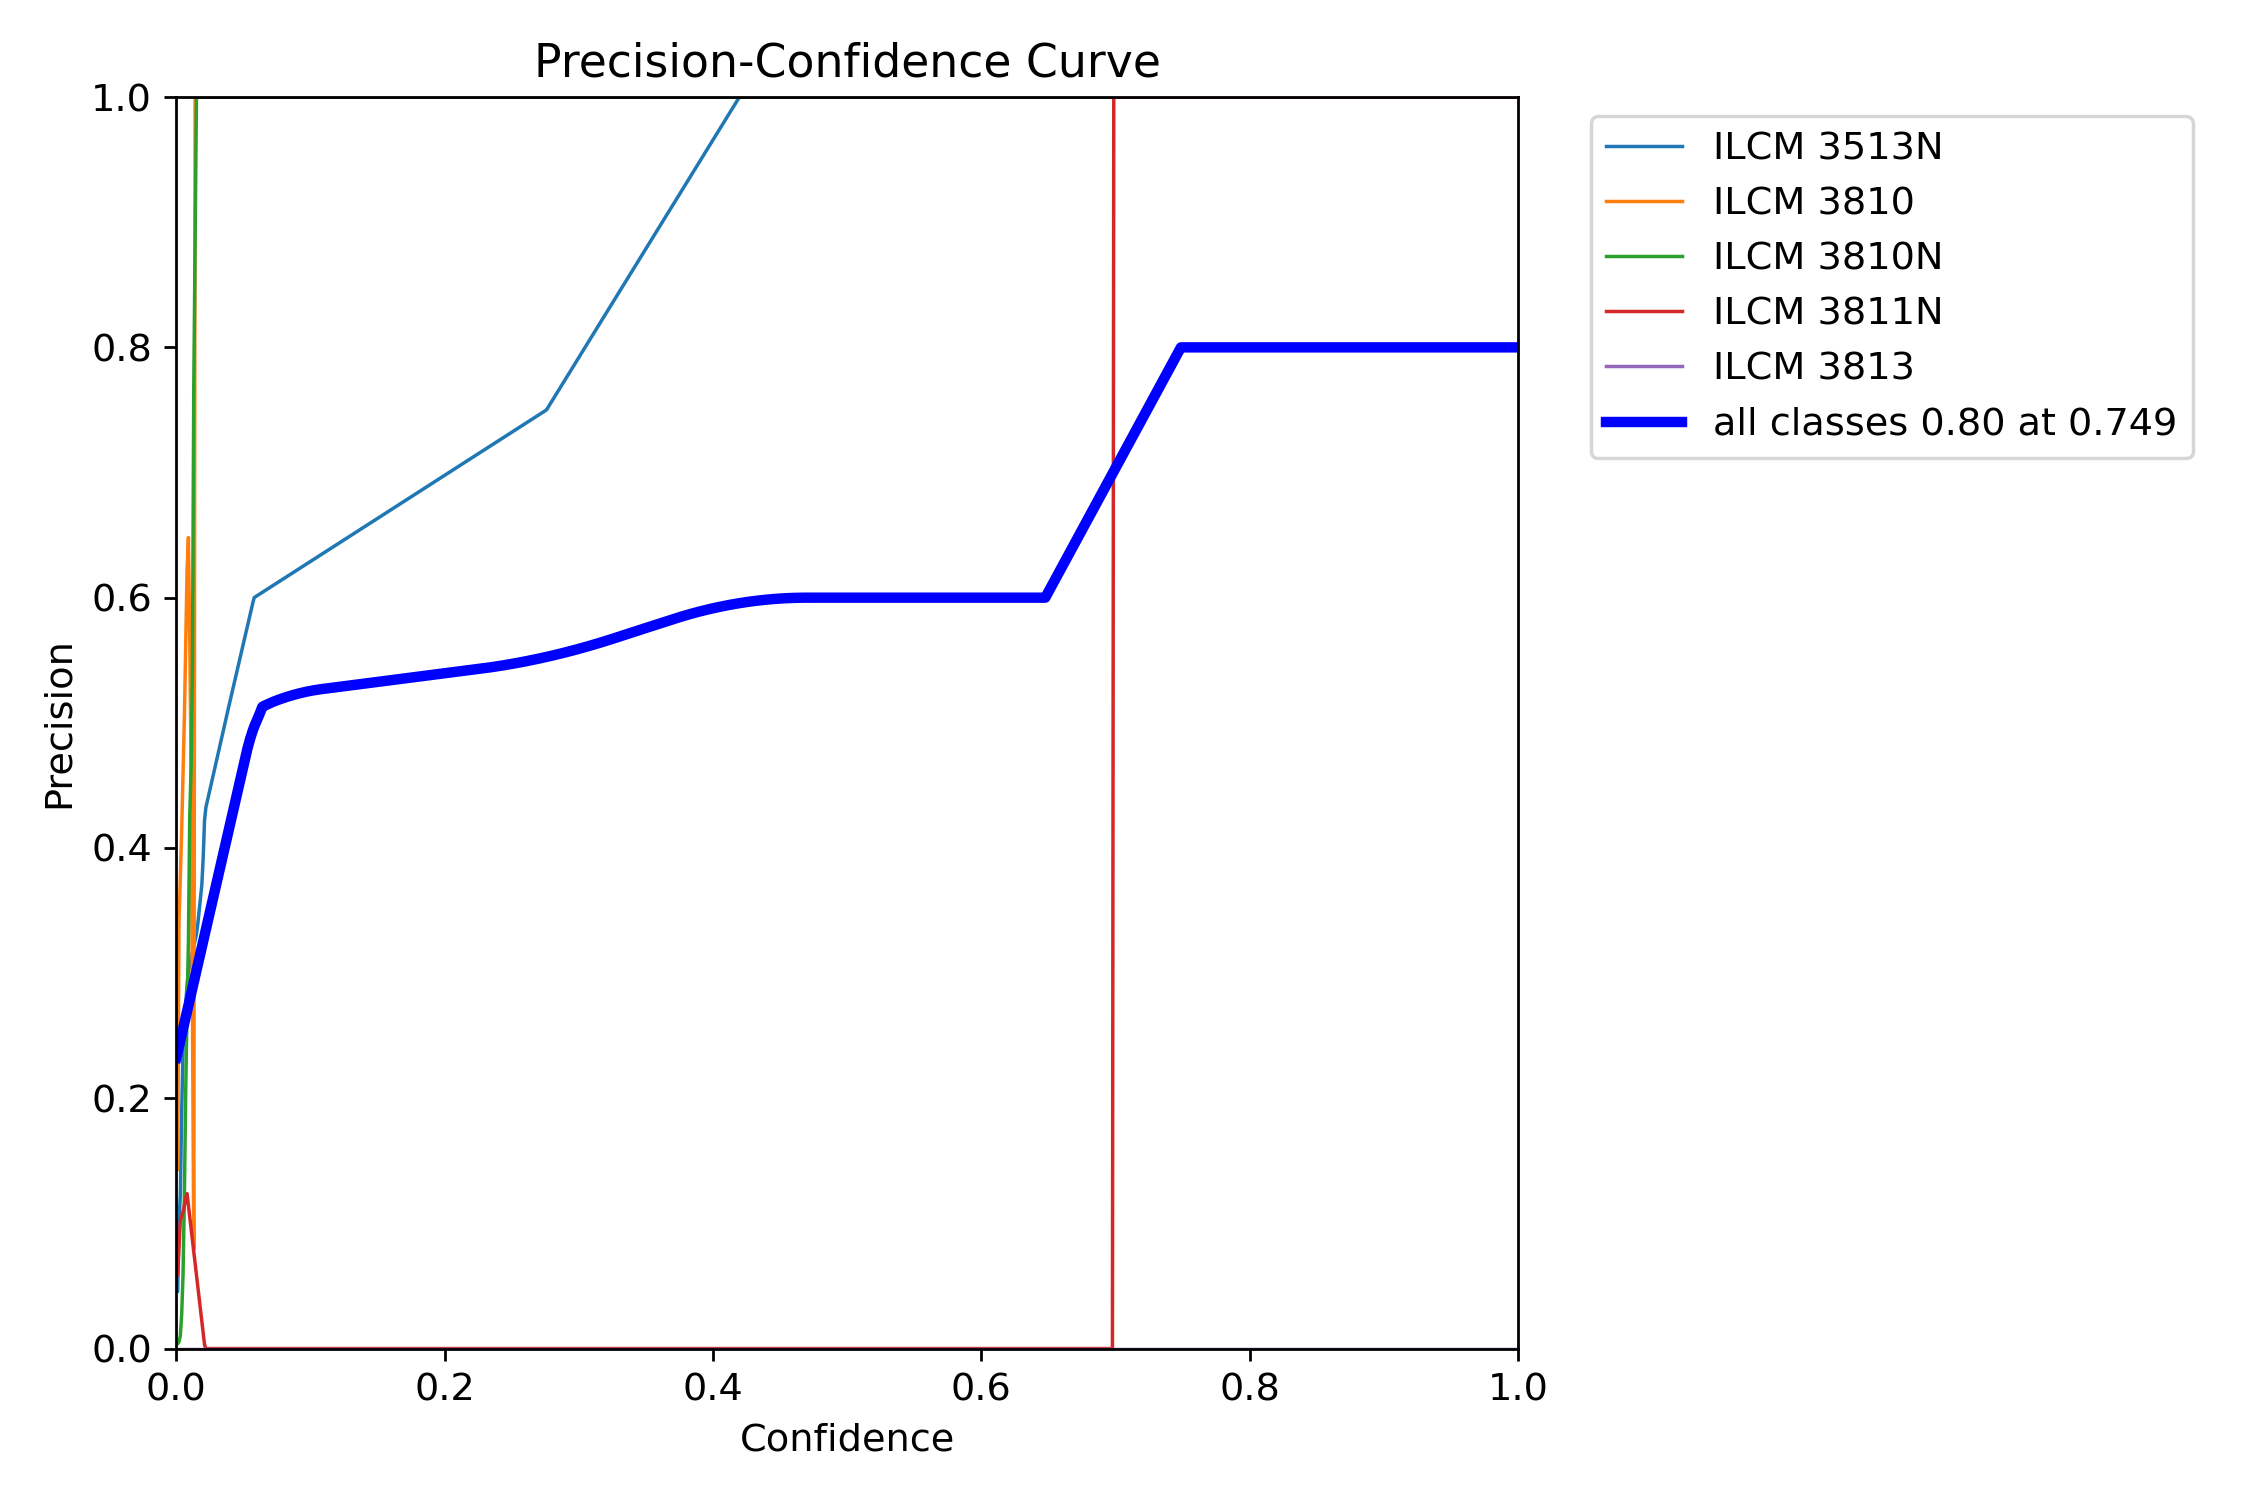 Precision-Confidence Curve
1.0
0.8
0.6
0.4
0.2
0.0
Precision
0.0 0.2 0.4 0.6 0.8 1.0
Confidence
ILCM 3513N
ILCM 3810
ILCM 3810N
ILCM 3811N
ILCM 3813
all classes 0.80 at 0.749